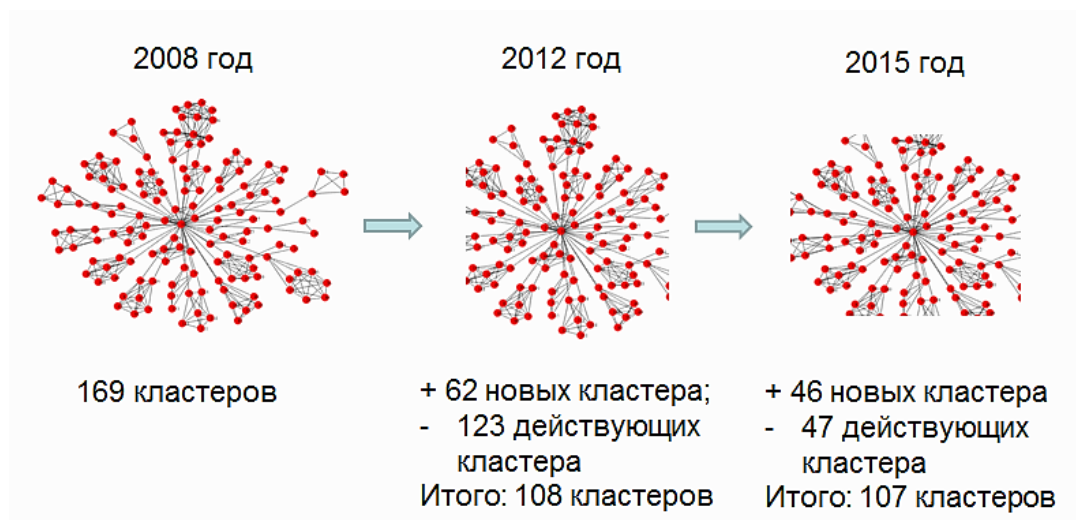 2008 год
2012 год
2015 год
169 кластеров
+ 62 новых кластера;
- 123 действующих
кластера
Итого: 108 кластеров
+ 46 новых кластера
- 47 действующих
кластера
Итого: 107 кластеров